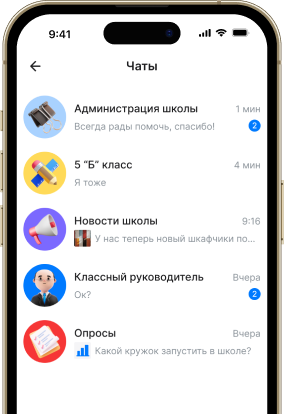 9:41
Чаты
Администрация школы 1 мин
Всегда рады помочь, спасибо! 2
5 “Б” класс 4 мин
Я тоже
Новости школы 9:16
У нас теперь новый шкафчики по...
Классный руководитель Вчера
Ок? 2
Опросы Вчера
Какой кружок запустить в школе?